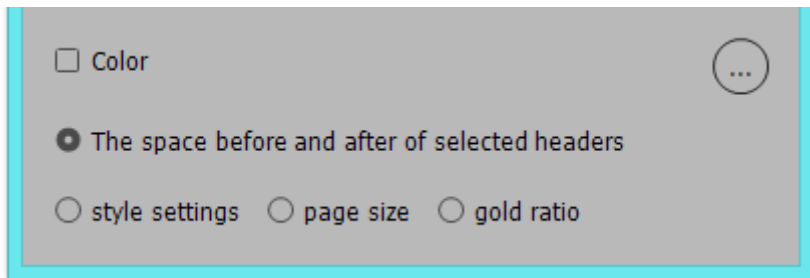 Color
...
The space before and after of selected headers
style settings page size gold ratio